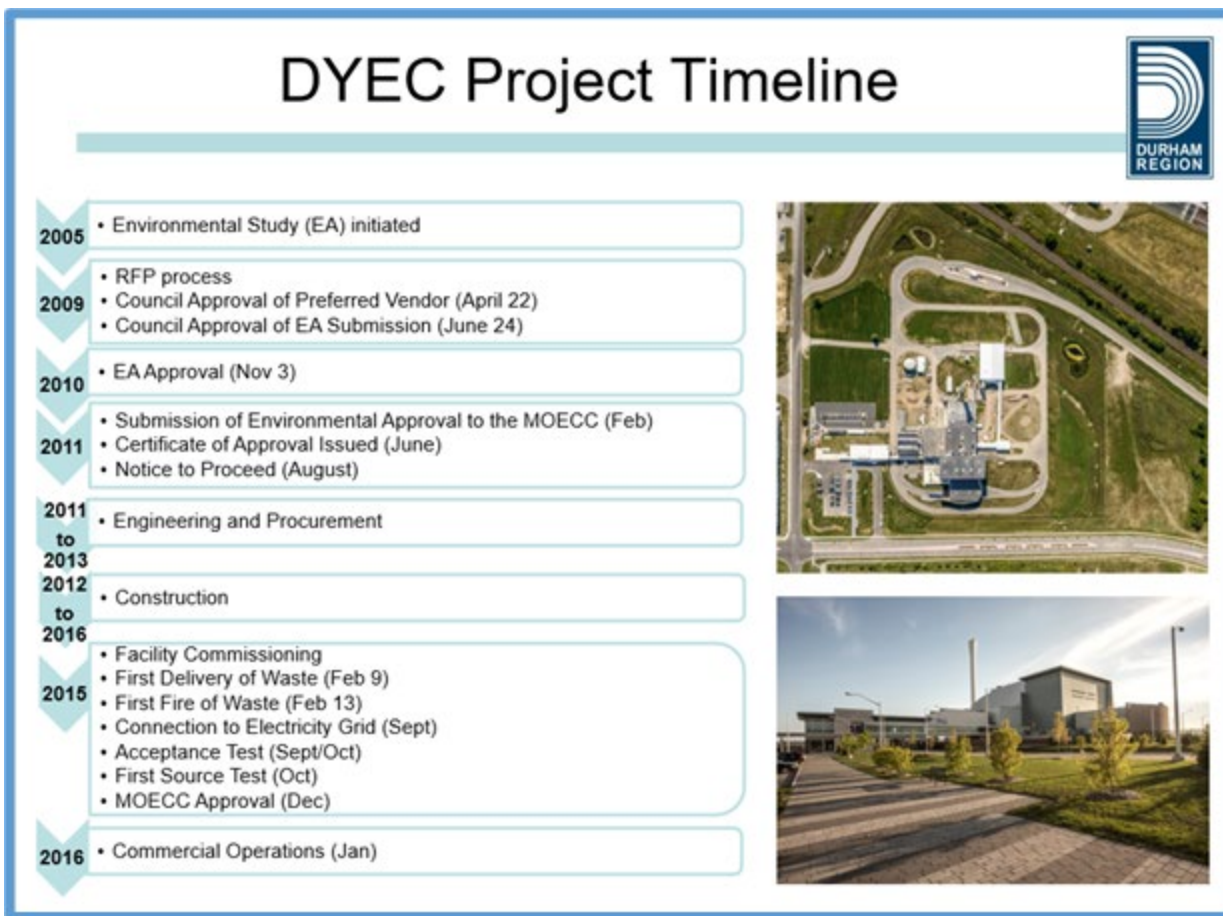 DYEC Project Timeline
DURHAM
REGION
2005
• Environmental Study (EA) initiated
2009
• RFP process
• Council Approval of Preferred Vendor (April 22)
• Council Approval of EA Submission (June 24)
2010
• EA Approval (Nov 3)
2011
• Submission of Environmental Approval to the MOECC (Feb)
• Certificate of Approval Issued (June)
• Notice to Proceed (August)
2011
to
2013
• Engineering and Procurement
2012
to
2016
• Construction
2015
• Facility Commissioning
• First Delivery of Waste (Feb 9)
• First Fire of Waste (Feb 13)
• Connection to Electricity Grid (Sept)
• Acceptance Test (Sept/Oct)
• First Source Test (Oct)
• MOECC Approval (Dec)
2016
• Commercial Operations (Jan)